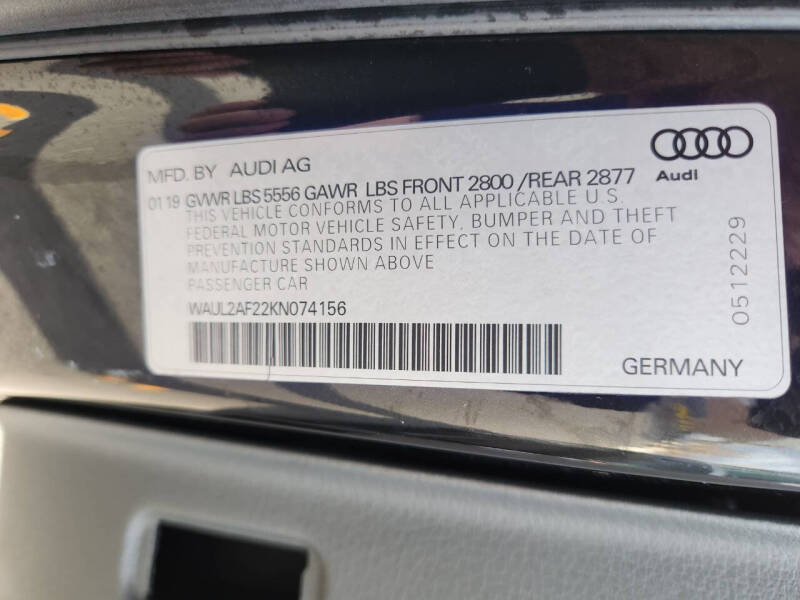 MFD. BY AUDI AG
Audi
01 19 GVWR LBS 5556 GAWR LBS FRONT 2800 /REAR 2877
THIS VEHICLE CONFORMS TO ALL APPLICABLE U.S.
FEDERAL MOTOR VEHICLE SAFETY, BUMPER AND THEFT
PREVENTION STANDARDS IN EFFECT ON THE DATE OF
MANUFACTURE SHOWN ABOVE
PASSENGER CAR
WAUL2AF22KN074156
0512229
GERMANY